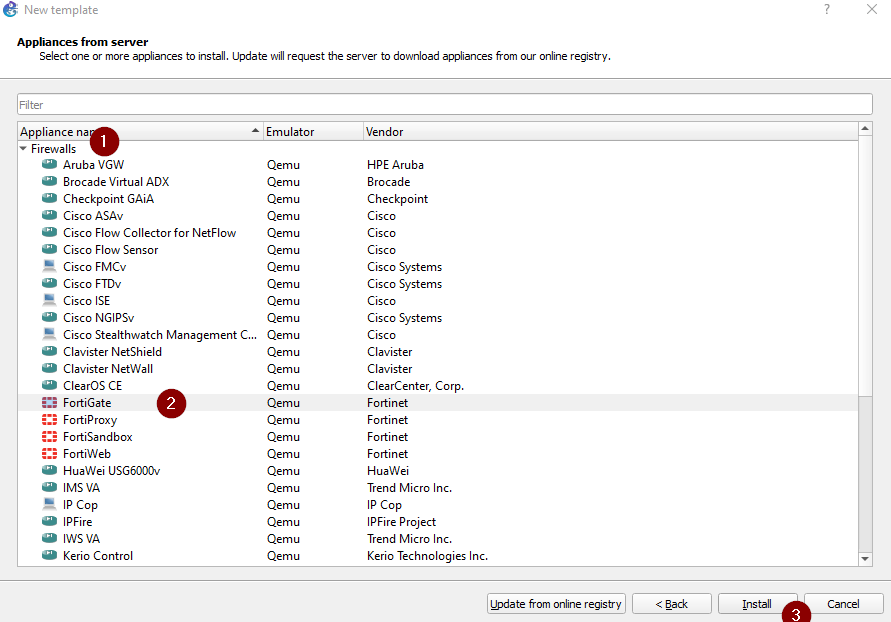 New template
?
Appliances from server
Select one or more appliances to install. Update will request the server to download appliances from our online registry.
Filter
Appliance nam Emulator Vendor
1
Firewalls
Aruba VGW Qemu HPE Aruba
Brocade Virtual ADX Qemu Brocade
Checkpoint GAiA Qemu Checkpoint
Cisco ASAv Qemu Cisco
Cisco Flow Collector for NetFlow Qemu Cisco
Cisco Flow Sensor Qemu Cisco
Cisco FMCv Qemu Cisco Systems
Cisco FTDv Qemu Cisco Systems
Cisco ISE Qemu Cisco
Cisco NGIPSv Qemu Cisco Systems
Cisco Stealthwatch Management C... Qemu Cisco
Clavister NetShield Qemu Clavister
Clavister NetWall Qemu Clavister
ClearOS CE Qemu ClearCenter, Corp.
FortiGate 2 Qemu Fortinet
FortiProxy Qemu Fortinet
FortiSandbox Qemu Fortinet
FortiWeb Qemu Fortinet
HuaWei USG6000v Qemu HuaWei
IMS VA Qemu Trend Micro Inc.
IP Cop Qemu IP Cop
IPFire Qemu IPFire Project
IWS VA Qemu Trend Micro Inc.
Kerio Control Qemu Kerio Technologies Inc.
Update from online registry < Back Install Cancel
3